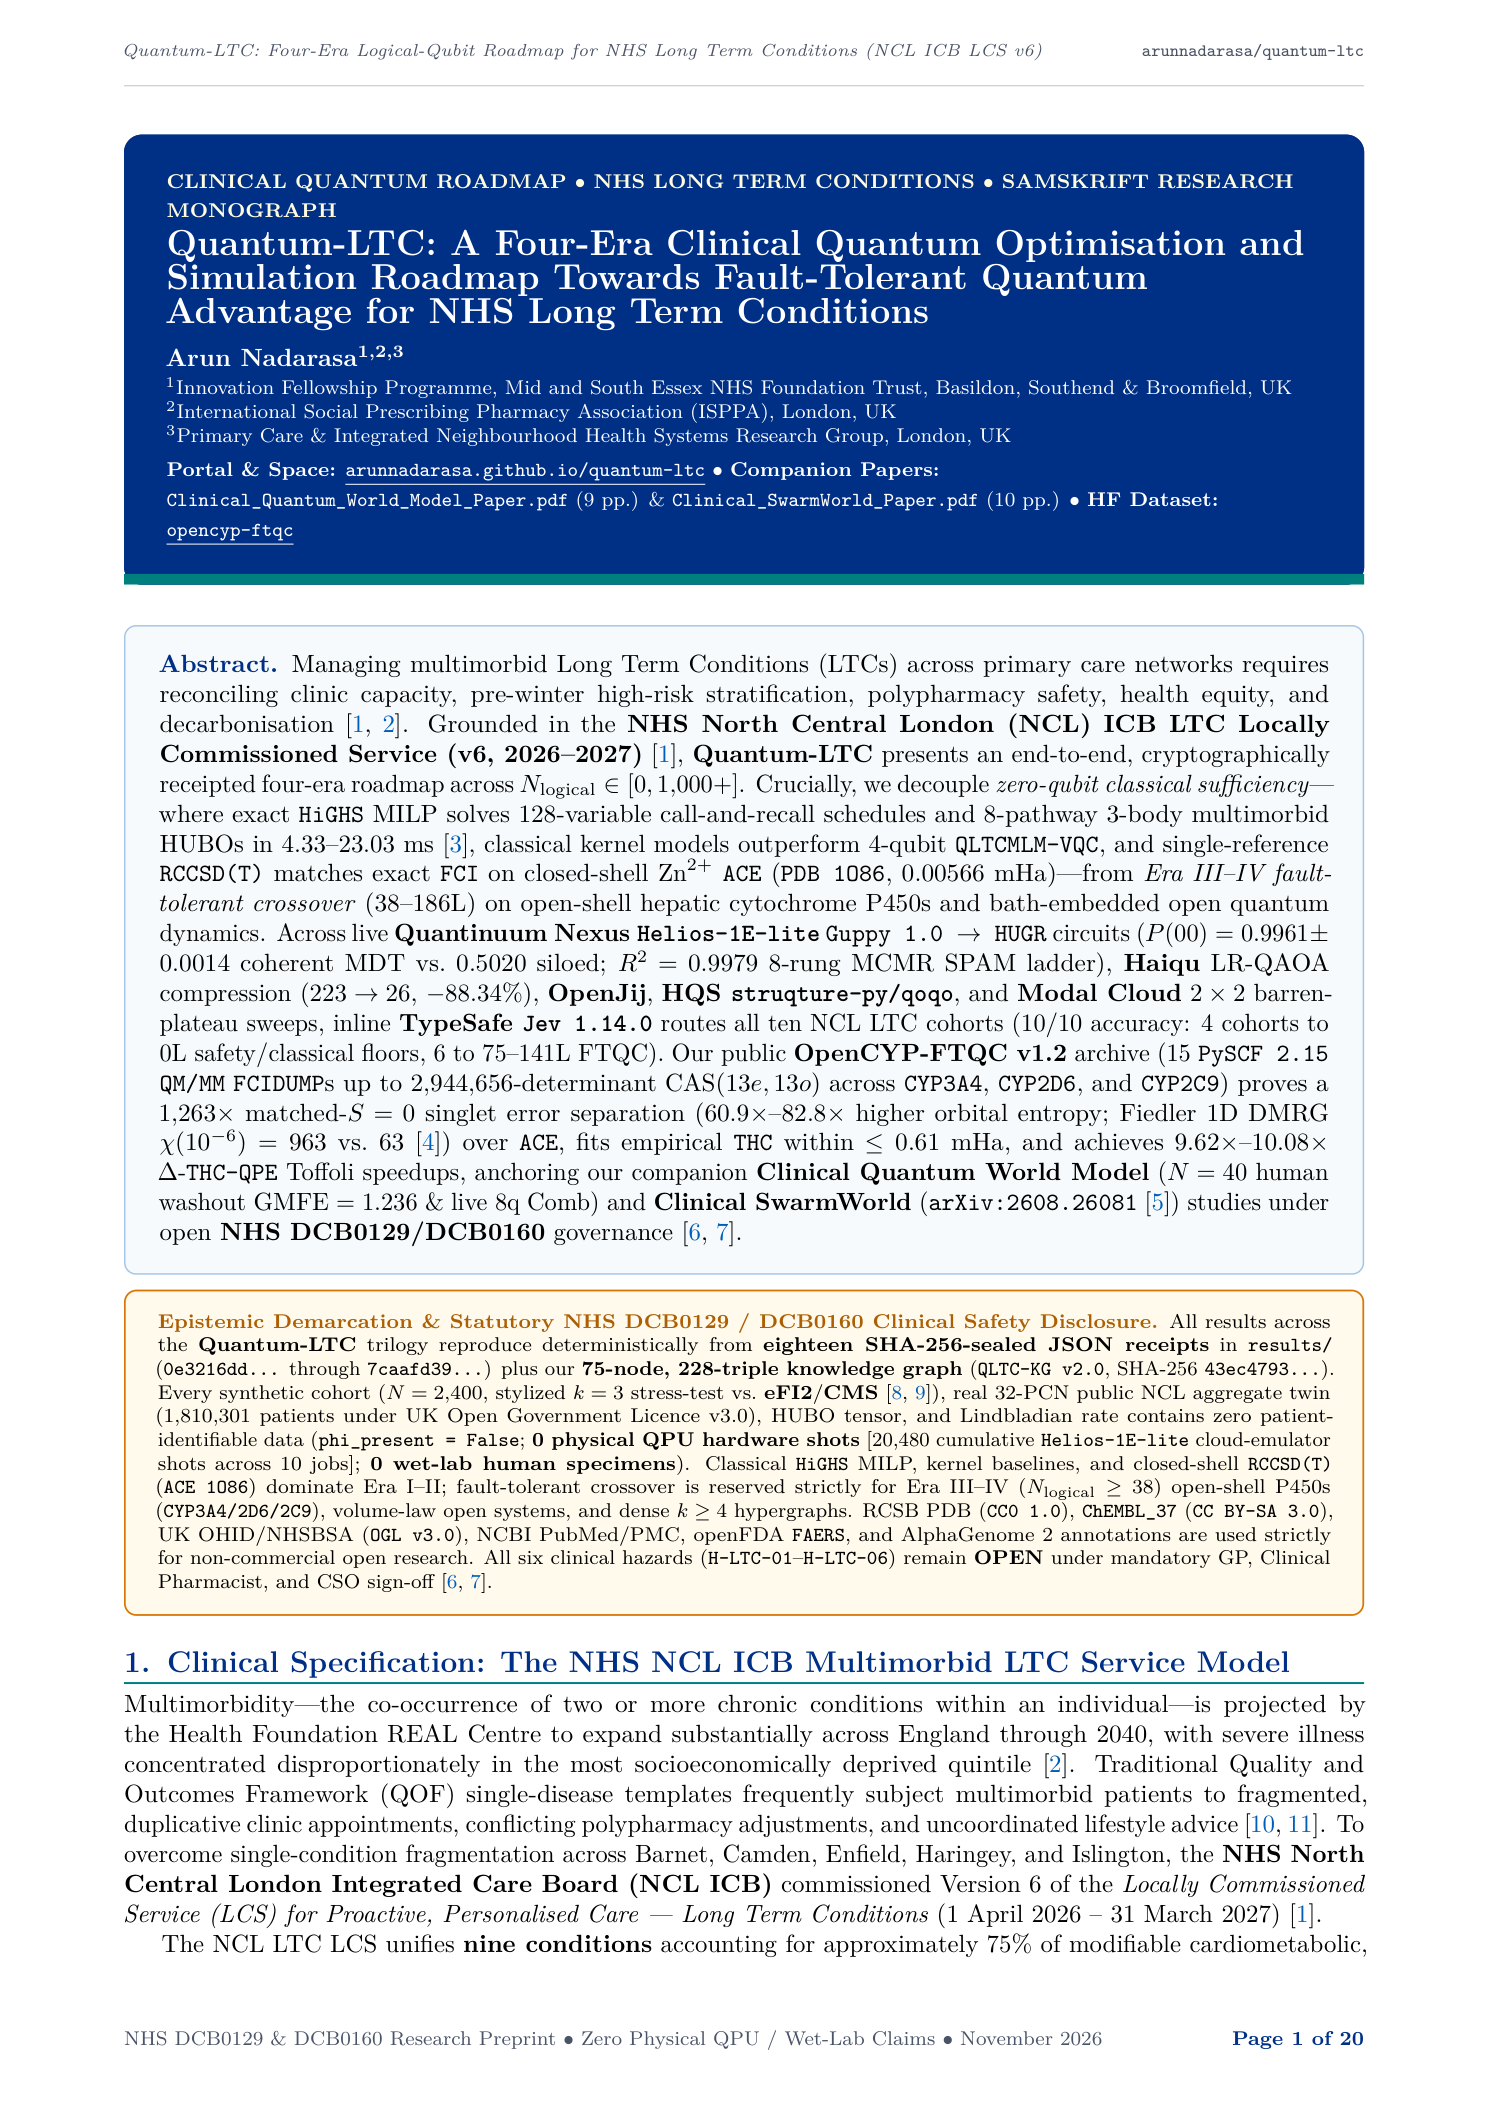 Quantum-LTC: Four-Era Logical-Qubit Roadmap for NHS Long Term Conditions (NCL ICB LCS v6) arunnadarasa/quantum-ltc
CLINICAL QUANTUM ROADMAP • NHS LONG TERM CONDITIONS • SAMSKRIFT RESEARCH
MONOGRAPH
Quantum-LTC: A Four-Era Clinical Quantum Optimisation and
Simulation Roadmap Towards Fault-Tolerant Quantum
Advantage for NHS Long Term Conditions
Arun Nadarasa1,2,3
1Innovation Fellowship Programme, Mid and South Essex NHS Foundation Trust, Basildon, Southend & Broomfield, UK
2International Social Prescribing Pharmacy Association (ISPPA), London, UK
3Primary Care & Integrated Neighbourhood Health Systems Research Group, London, UK
Portal & Space: arunnadarasa.github.io/quantum-ltc • Companion Papers:
Clinical_Quantum_World_Model_Paper.pdf (9 pp.) & Clinical_SwarmWorld_Paper.pdf (10 pp.) • HF Dataset:
opencyp-ftqc
Abstract. Managing multimorbid Long Term Conditions (LTCs) across primary care networks requires
reconciling clinic capacity, pre-winter high-risk stratification, polypharmacy safety, health equity, and
decarbonisation [1, 2]. Grounded in the NHS North Central London (NCL) ICB LTC Locally
Commissioned Service (v6, 2026–2027) [1], Quantum-LTC presents an end-to-end, cryptographically
receipted four-era roadmap across Nlogical ∈ [0, 1,000+]. Crucially, we decouple zero-qubit classical sufficiency—
where exact HiGHS MILP solves 128-variable call-and-recall schedules and 8-pathway 3-body multimorbid
HUBOs in 4.33–23.03 ms [3], classical kernel models outperform 4-qubit QLTCMLM-VQC, and single-reference
RCCSD(T) matches exact FCI on closed-shell Zn2+ ACE (PDB 1O86, 0.00566 mHa)—from Era III–IV fault-
tolerant crossover (38–186L) on open-shell hepatic cytochrome P450s and bath-embedded open quantum
dynamics. Across live Quantinuum Nexus Helios-1E-lite Guppy 1.0 → HUGR circuits (P(00) = 0.9961±
0.0014 coherent MDT vs. 0.5020 siloed; R2 = 0.9979 8-rung MCMR SPAM ladder), Haiqu LR-QAOA
compression (223 → 26, −88.34%), OpenJij, HQS struqture-py/qoqo, and Modal Cloud 2 × 2 barren-
plateau sweeps, inline TypeSafe Jev 1.14.0 routes all ten NCL LTC cohorts (10/10 accuracy: 4 cohorts to
0L safety/classical floors, 6 to 75–141L FTQC). Our public OpenCYP-FTQC v1.2 archive (15 PySCF 2.15
QM/MM FCIDUMPs up to 2,944,656-determinant CAS(13e, 13o) across CYP3A4, CYP2D6, and CYP2C9) proves a
1,263× matched-S = 0 singlet error separation (60.9×–82.8× higher orbital entropy; Fiedler 1D DMRG
χ(10−6) = 963 vs. 63 [4]) over ACE, fits empirical THC within ≤ 0.61 mHa, and achieves 9.62×–10.08×
Δ-THC-QPE Toffoli speedups, anchoring our companion Clinical Quantum World Model (N = 40 human
washout GMFE = 1.236 & live 8q Comb) and Clinical SwarmWorld (arXiv:2608.26081 [5]) studies under
open NHS DCB0129/DCB0160 governance [6, 7].
Epistemic Demarcation & Statutory NHS DCB0129 / DCB0160 Clinical Safety Disclosure. All results across
the Quantum-LTC trilogy reproduce deterministically from eighteen SHA-256-sealed JSON receipts in results/
(0e3216dd... through 7caafd39...) plus our 75-node, 228-triple knowledge graph (QLTC-KG v2.0, SHA-256 43ec4793...).
Every synthetic cohort (N = 2,400, stylized k = 3 stress-test vs. eFI2/CMS [8, 9]), real 32-PCN public NCL aggregate twin
(1,810,301 patients under UK Open Government Licence v3.0), HUBO tensor, and Lindbladian rate contains zero patient-
identifiable data (phi_present = False; 0 physical QPU hardware shots [20,480 cumulative Helios-1E-lite cloud-emulator
shots across 10 jobs]; 0 wet-lab human specimens). Classical HiGHS MILP, kernel baselines, and closed-shell RCCSD(T)
(ACE 1O86) dominate Era I–II; fault-tolerant crossover is reserved strictly for Era III–IV (Nlogical ≥ 38) open-shell P450s
(CYP3A4/2D6/2C9), volume-law open systems, and dense k ≥ 4 hypergraphs. RCSB PDB (CC0 1.0), ChEMBL_37 (CC BY-SA 3.0),
UK OHID/NHSBSA (OGL v3.0), NCBI PubMed/PMC, openFDA FAERS, and AlphaGenome 2 annotations are used strictly
for non-commercial open research. All six clinical hazards (H-LTC-01–H-LTC-06) remain OPEN under mandatory GP, Clinical
Pharmacist, and CSO sign-off [6, 7].
1. Clinical Specification: The NHS NCL ICB Multimorbid LTC Service Model
Multimorbidity—the co-occurrence of two or more chronic conditions within an individual—is projected by
the Health Foundation REAL Centre to expand substantially across England through 2040, with severe illness
concentrated disproportionately in the most socioeconomically deprived quintile [2]. Traditional Quality and
Outcomes Framework (QOF) single-disease templates frequently subject multimorbid patients to fragmented,
duplicative clinic appointments, conflicting polypharmacy adjustments, and uncoordinated lifestyle advice [10, 11]. To
overcome single-condition fragmentation across Barnet, Camden, Enfield, Haringey, and Islington, the NHS North
Central London Integrated Care Board (NCL ICB) commissioned Version 6 of the Locally Commissioned
Service (LCS) for Proactive, Personalised Care — Long Term Conditions (1 April 2026 – 31 March 2027) [1].
The NCL LTC LCS unifies nine conditions accounting for approximately 75% of modifiable cardiometabolic,
NHS DCB0129 & DCB0160 Research Preprint • Zero Physical QPU / Wet-Lab Claims • November 2026 Page 1 of 20